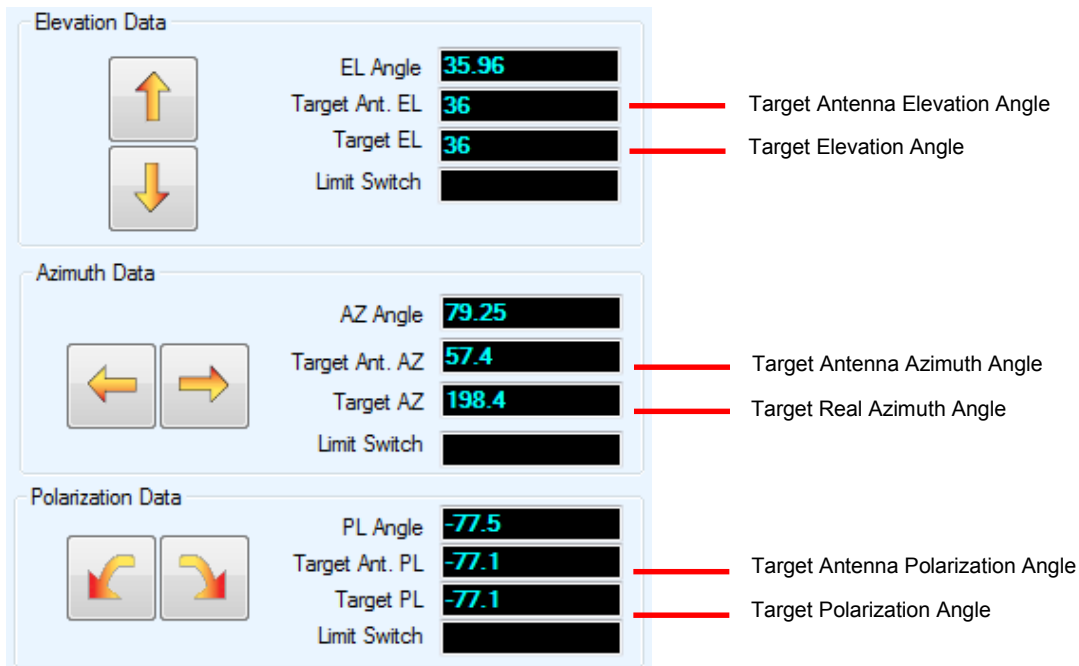 Elevation Data
EL Angle 35.96
Target Ant. EL 36 Target Antenna Elevation Angle
Target EL 36 Target Elevation Angle
Limit Switch
Azimuth Data
AZ Angle 79.25
Target Ant. AZ 57.4 Target Antenna Azimuth Angle
Target AZ 198.4 Target Real Azimuth Angle
Limit Switch
Polarization Data
PL Angle -77.5
Target Ant. PL -77.1 Target Antenna Polarization Angle
Target PL -77.1 Target Polarization Angle
Limit Switch